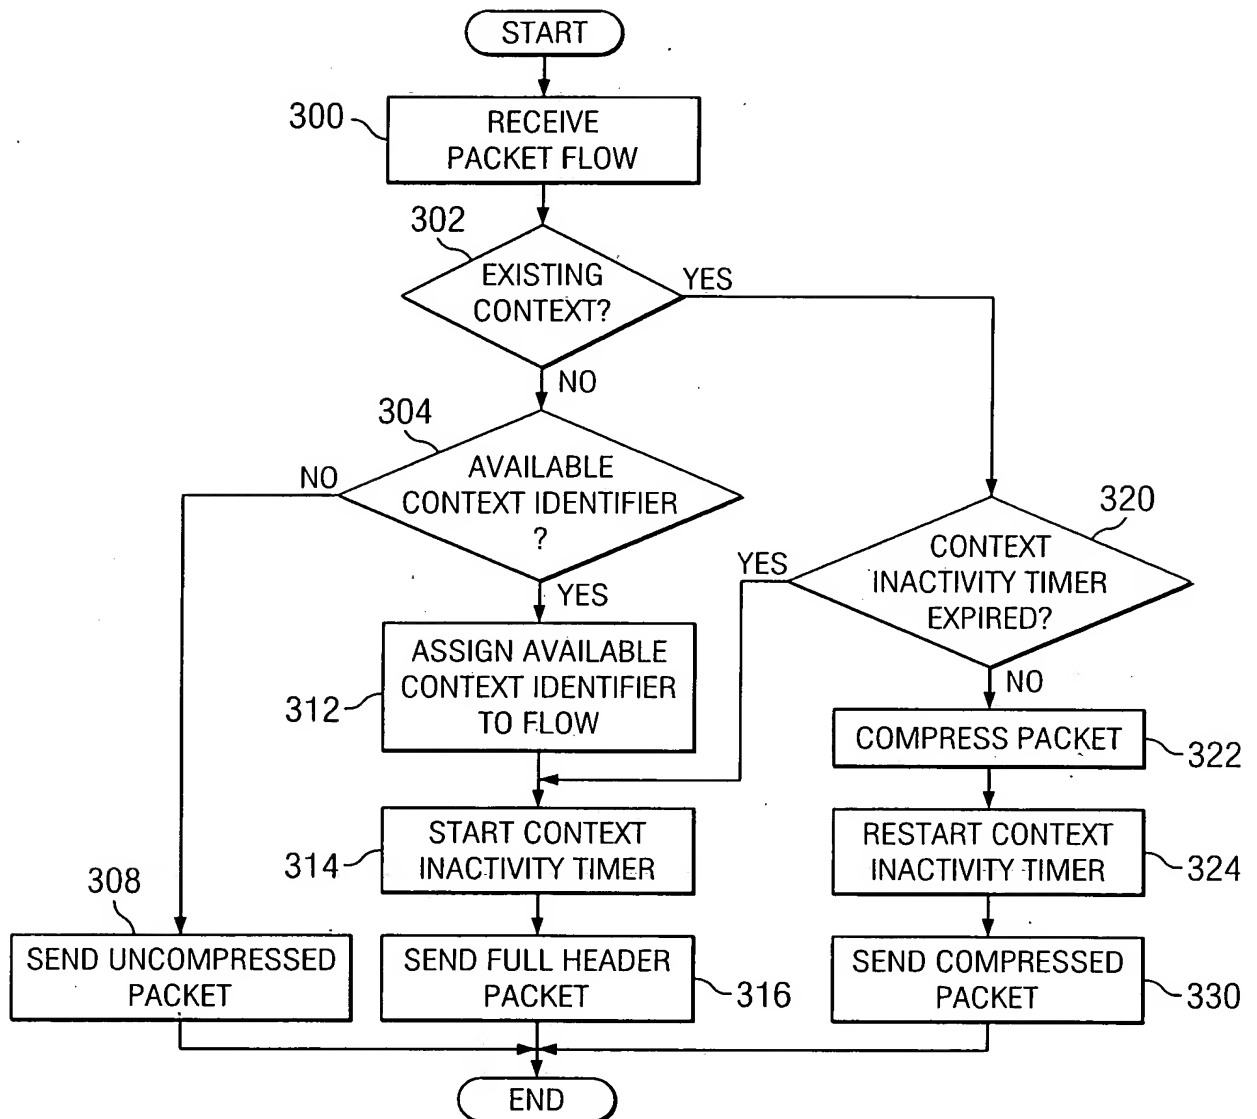 START
300
RECEIVE
PACKET FLOW
302
EXISTING
CONTEXT?
YES
NO
304
NO
AVAILABLE
CONTEXT IDENTIFIER
?
YES
320
YES
CONTEXT
INACTIVITY TIMER
EXPIRED?
NO
312
ASSIGN AVAILABLE
CONTEXT IDENTIFIER
TO FLOW
COMPRESS PACKET
322
314
START CONTEXT
INACTIVITY TIMER
RESTART CONTEXT
INACTIVITY TIMER
324
308
SEND UNCOMPRESSED
PACKET
SEND FULL HEADER
PACKET
316
SEND COMPRESSED
PACKET
330
END